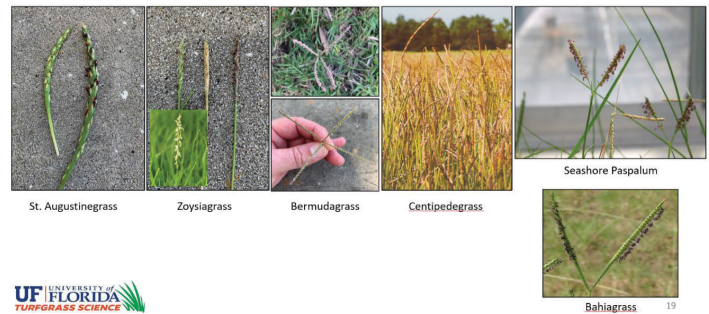 St. Augustinegrass
Zoysiagrass
Bermudagrass
Centipedegrass
Seashore Paspalum
Bahiagrass
19
UF UNIVERSITY of
FLORIDA
TURFGRASS SCIENCE